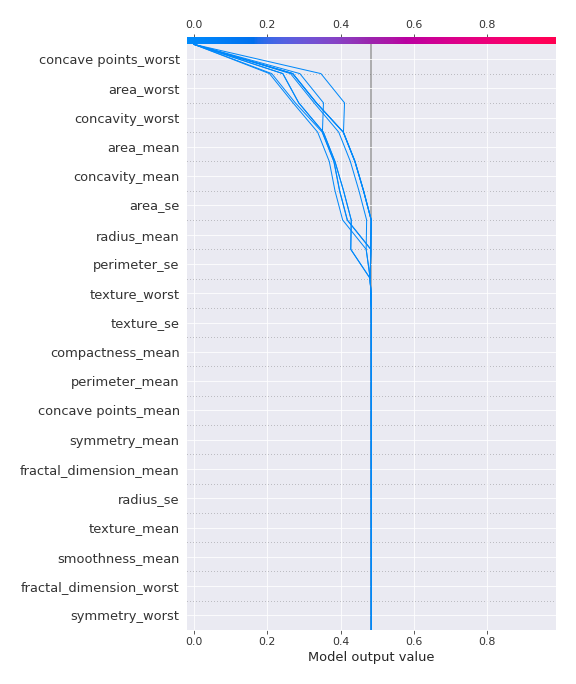 0.0 0.2 0.4 0.6 0.8
concave points_worst
area_worst
concavity_worst
area_mean
concavity_mean
area_se
radius_mean
perimeter_se
texture_worst
texture_se
compactness_mean
perimeter_mean
concave points_mean
symmetry_mean
fractal_dimension_mean
radius_se
texture_mean
smoothness_mean
fractal_dimension_worst
symmetry_worst
0.0 0.2 0.4 0.6 0.8
Model output value